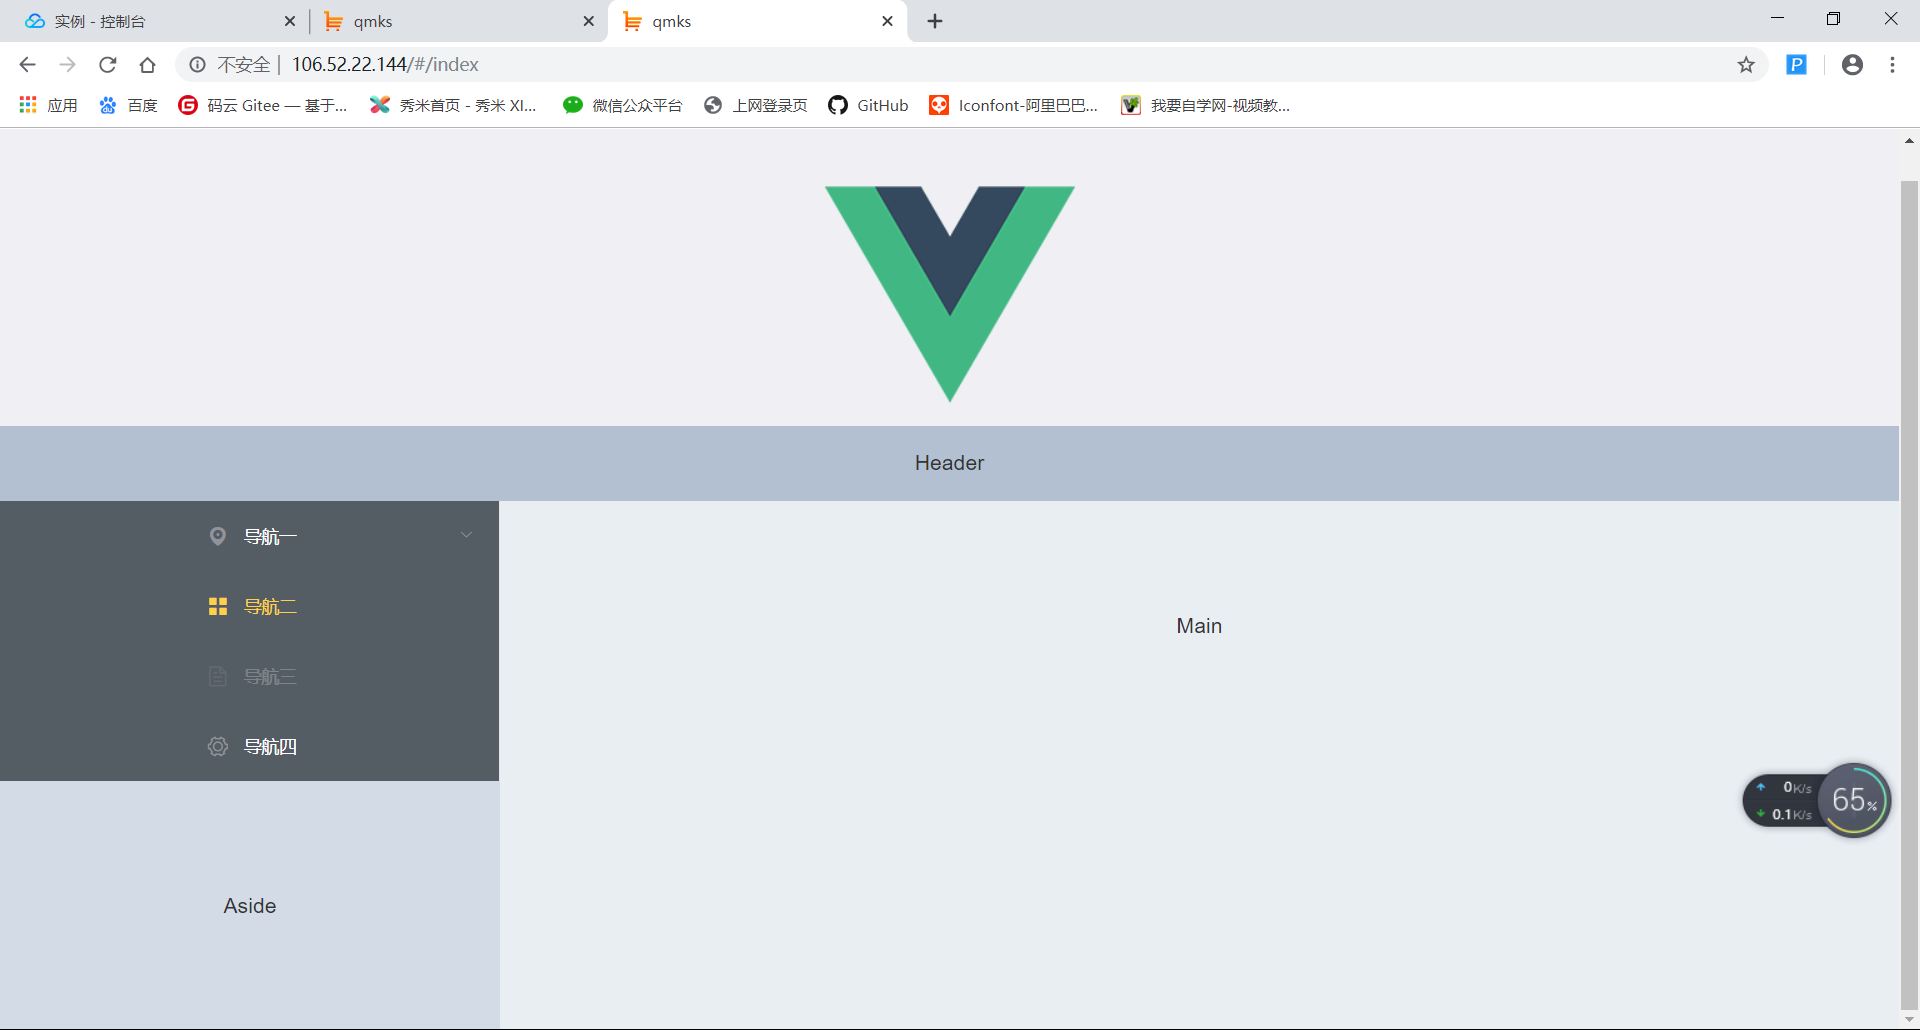 实例 - 控制台
qmks
qmks
不安全 | 106.52.22.144/#/index
P
应用
百度
码云 Gitee — 基于...
秀米首页 - 秀米 XI...
微信公众平台
上网登录页
GitHub
Iconfont-阿里巴巴...
我要自学网-视频教...
Header
导航一
导航二
导航三
导航四
Main
Aside
0K/s
0.1K/s
65%